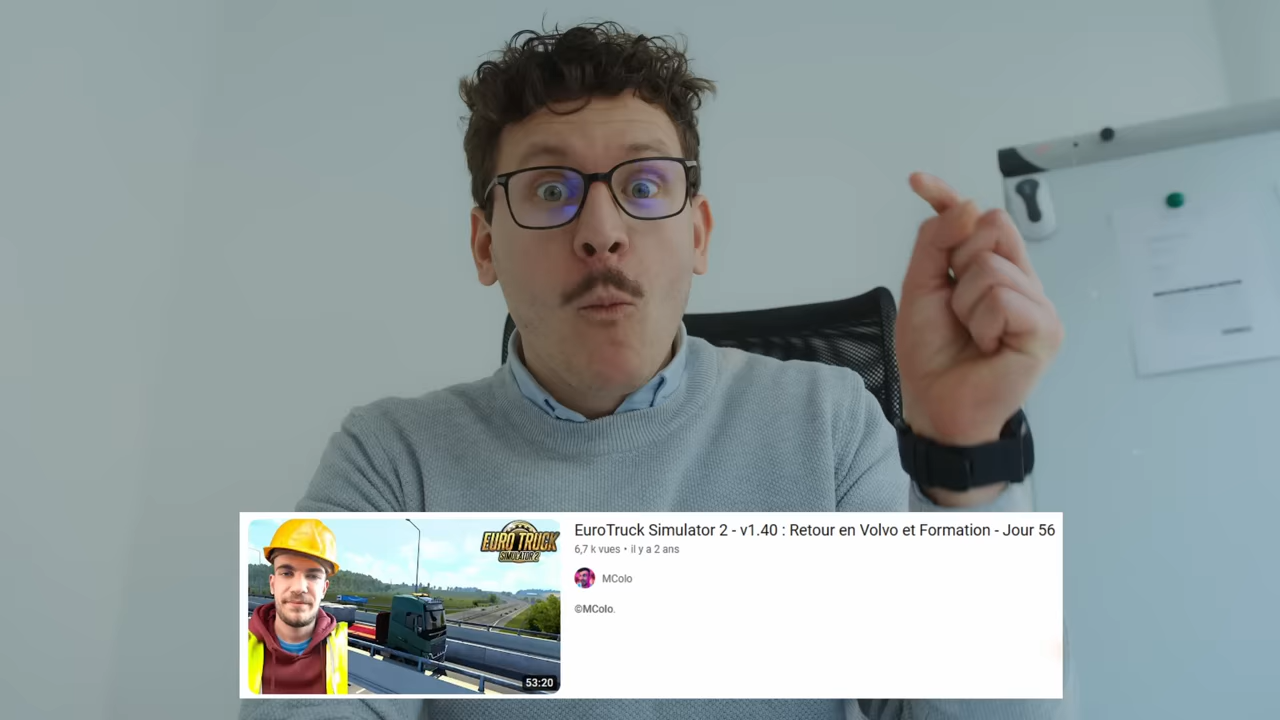 EURO TRUCK
SIMULATOR 2
53:20
EuroTruck Simulator 2 - v1.40 : Retour en Volvo et Formation - Jour 56
6,7 k vues • il y a 2 ans
MColo
©MColo.